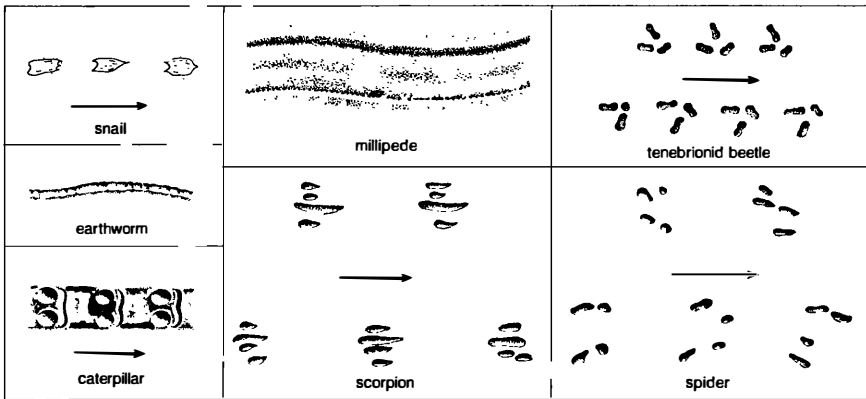 snail
millipede
tenebrionid beetle
earthworm
caterpillar
scorpion
spider